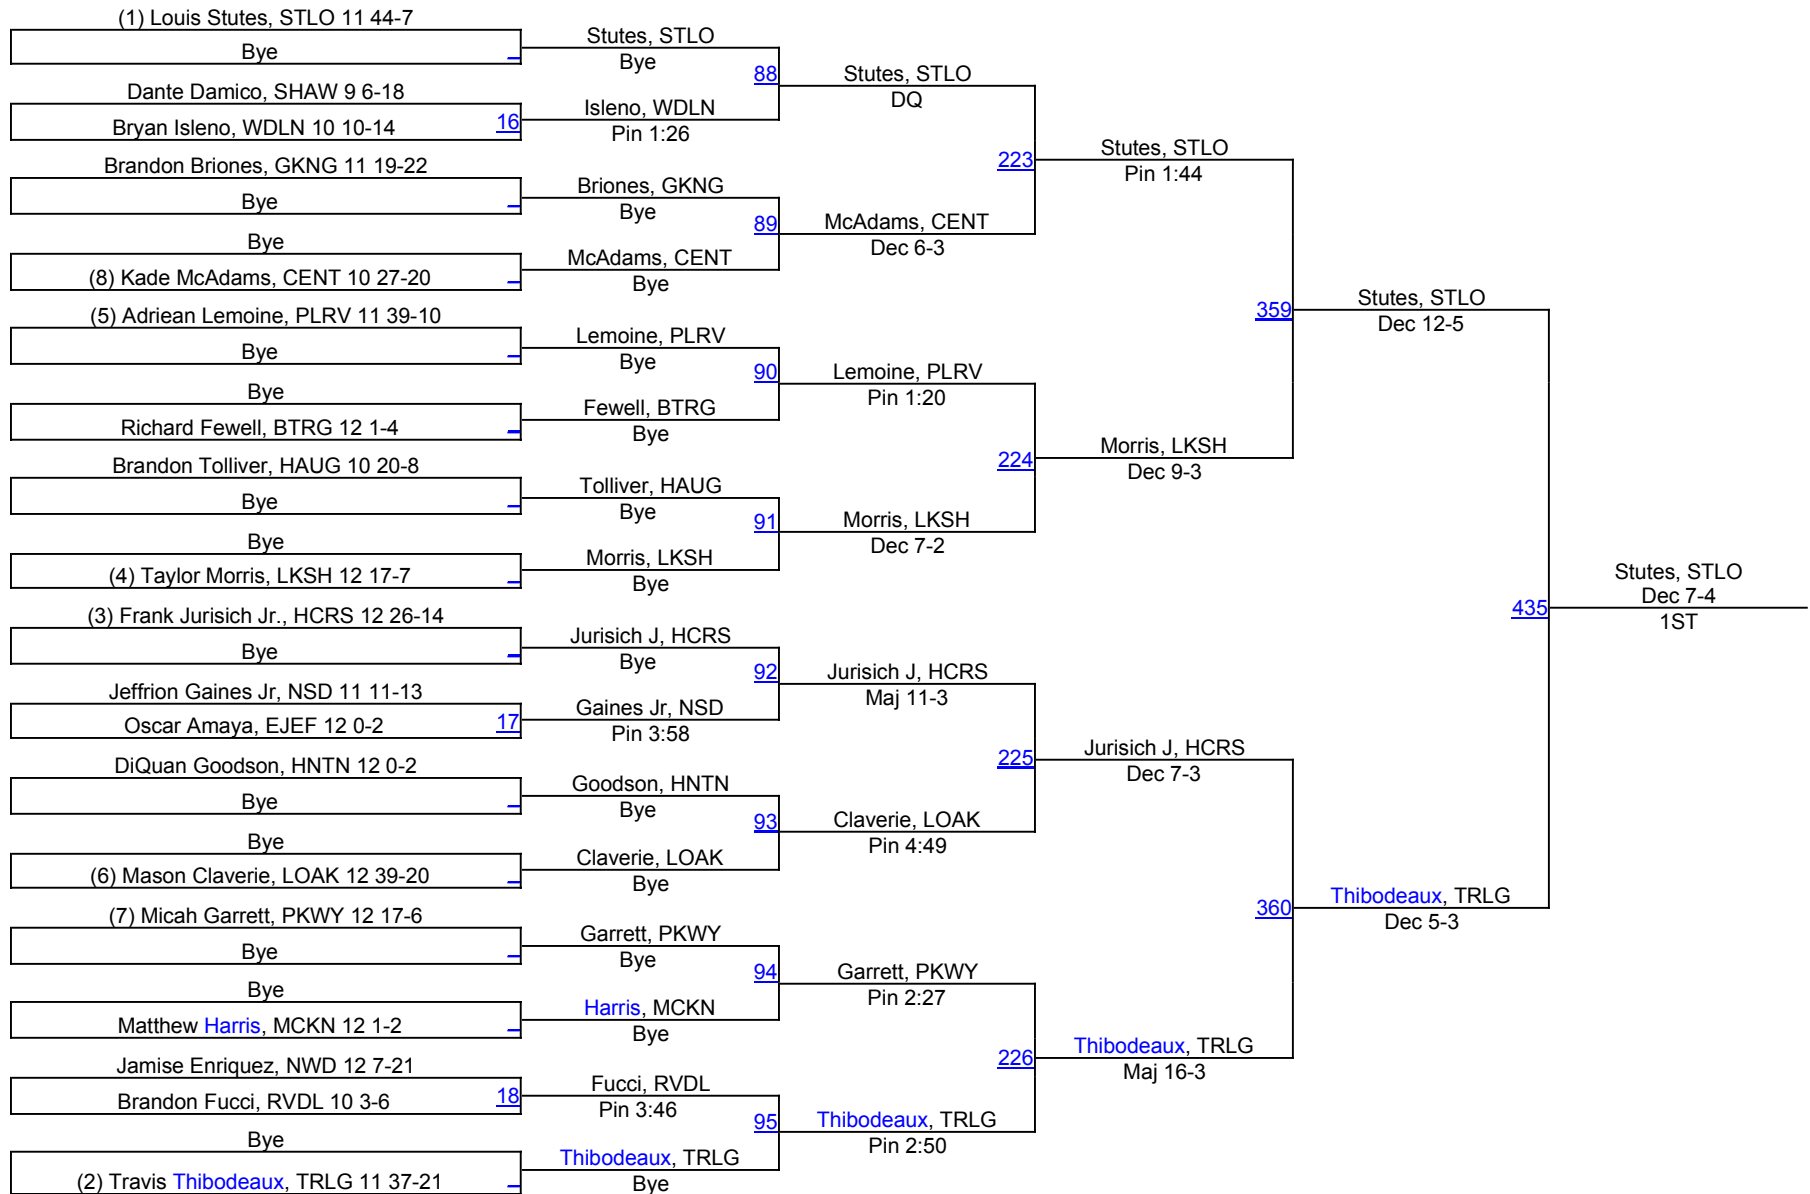 (1) Louis Stutes, STLO 11 44-7
Bye
Dante Damico, SHAW 9 6-18
Bryan Isleno, WDLN 10 10-14
16
Brandon Briones, GKNG 11 19-22
Bye
Bye
(8) Kade McAdams, CENT 10 27-20
(5) Adriean Lemoine, PLRV 11 39-10
Bye
Bye
Richard Fewell, BTRG 12 1-4
Brandon Tolliver, HAUG 10 20-8
Bye
Bye
(4) Taylor Morris, LKSH 12 17-7
(3) Frank Jurisich Jr., HCRS 12 26-14
Bye
Jeffrion Gaines Jr, NSD 11 11-13
Oscar Amaya, EJEF 12 0-2
17
DiQuan Goodson, HNTN 12 0-2
Bye
Bye
(6) Mason Claverie, LOAK 12 39-20
(7) Micah Garrett, PKWY 12 17-6
Bye
Bye
Matthew Harris, MCKN 12 1-2
Jamise Enriquez, NWD 12 7-21
Brandon Fucci, RVDL 10 3-6
18
Bye
(2) Travis Thibodeaux, TRLG 11 37-21
Stutes, STLO
Bye
88
Isleno, WDLN
Pin 1:26
Briones, GKNG
Bye
89
McAdams, CENT
Bye
Lemoine, PLRV
Bye
90
Fewell, BTRG
Bye
Tolliver, HAUG
Bye
91
Morris, LKSH
Bye
Jurisich J, HCRS
Bye
92
Gaines Jr, NSD
Pin 3:58
Goodson, HNTN
Bye
93
Claverie, LOAK
Bye
Garrett, PKWY
Bye
94
Harris, MCKN
Bye
Fucci, RVDL
Pin 3:46
95
Thibodeaux, TRLG
Bye
Stutes, STLO
DQ
223
McAdams, CENT
Dec 6-3
Lemoine, PLRV
Pin 1:20
224
Morris, LKSH
Dec 7-2
Jurisich J, HCRS
Maj 11-3
225
Claverie, LOAK
Pin 4:49
Garrett, PKWY
Pin 2:27
226
Thibodeaux, TRLG
Pin 2:50
Stutes, STLO
Pin 1:44
359
Morris, LKSH
Dec 9-3
Jurisich J, HCRS
Dec 7-3
360
Thibodeaux, TRLG
Maj 16-3
Stutes, STLO
Dec 12-5
435
Thibodeaux, TRLG
Dec 5-3
Stutes, STLO
Dec 7-4
1ST